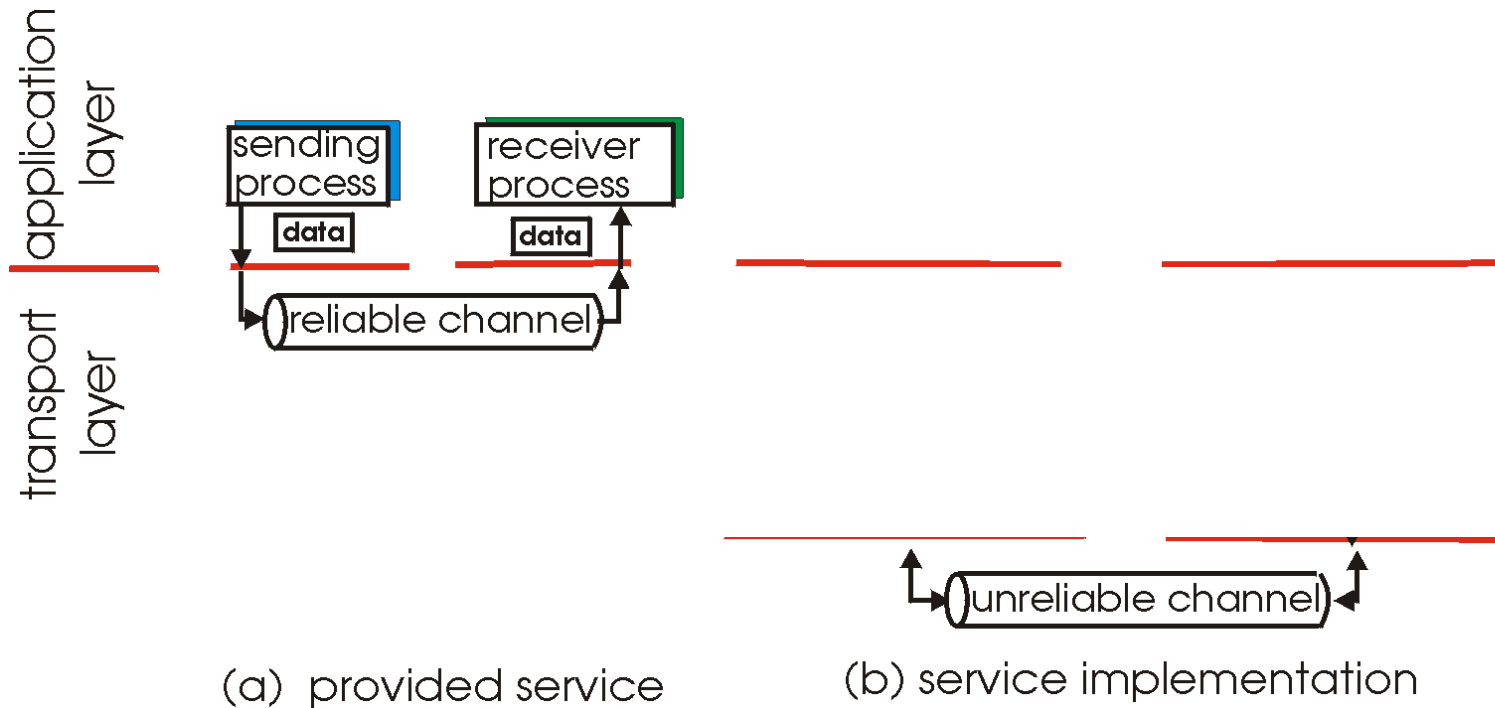 application
layer
transport
layer
sending
process
data
receiver
process
data
reliable channel
unreliable channel
(a) provided service
(b) service implementation